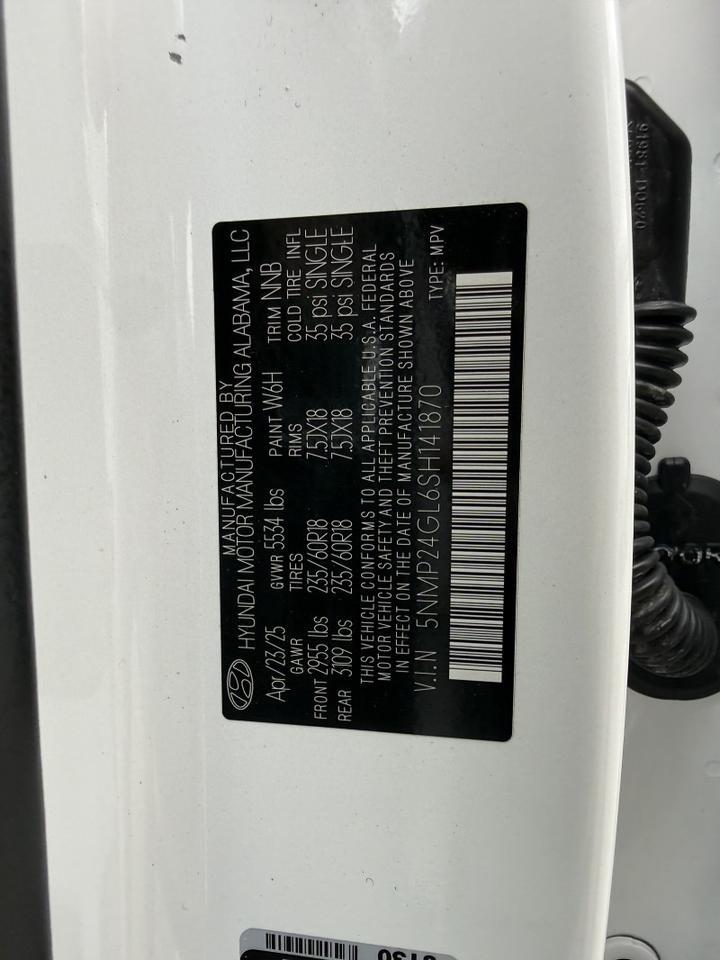 MANUFACTURED BY
HYUNDAI MOTOR MANUFACTURING ALABAMA, LLC
Apr/23/25 GVWR 5534 lbs PAINT W6H TRIM NNB
GAWR TIRES RIMS COLD TIRE INFL
FRONT 2955 lbs 235/60R18 7.5JX18 35 psi SINGLE
REAR 3109 lbs 235/60R18 7.5JX18 35 psi SINGLE
THIS VEHICLE CONFORMS TO ALL APPLICABLE U.S.A. FEDERAL
MOTOR VEHICLE SAFETY AND THEFT PREVENTION STANDARDS
IN EFFECT ON THE DATE OF MANUFACTURE SHOWN ABOVE
V.I.N 5NMP24GL6SH141870 TYPE: MPV